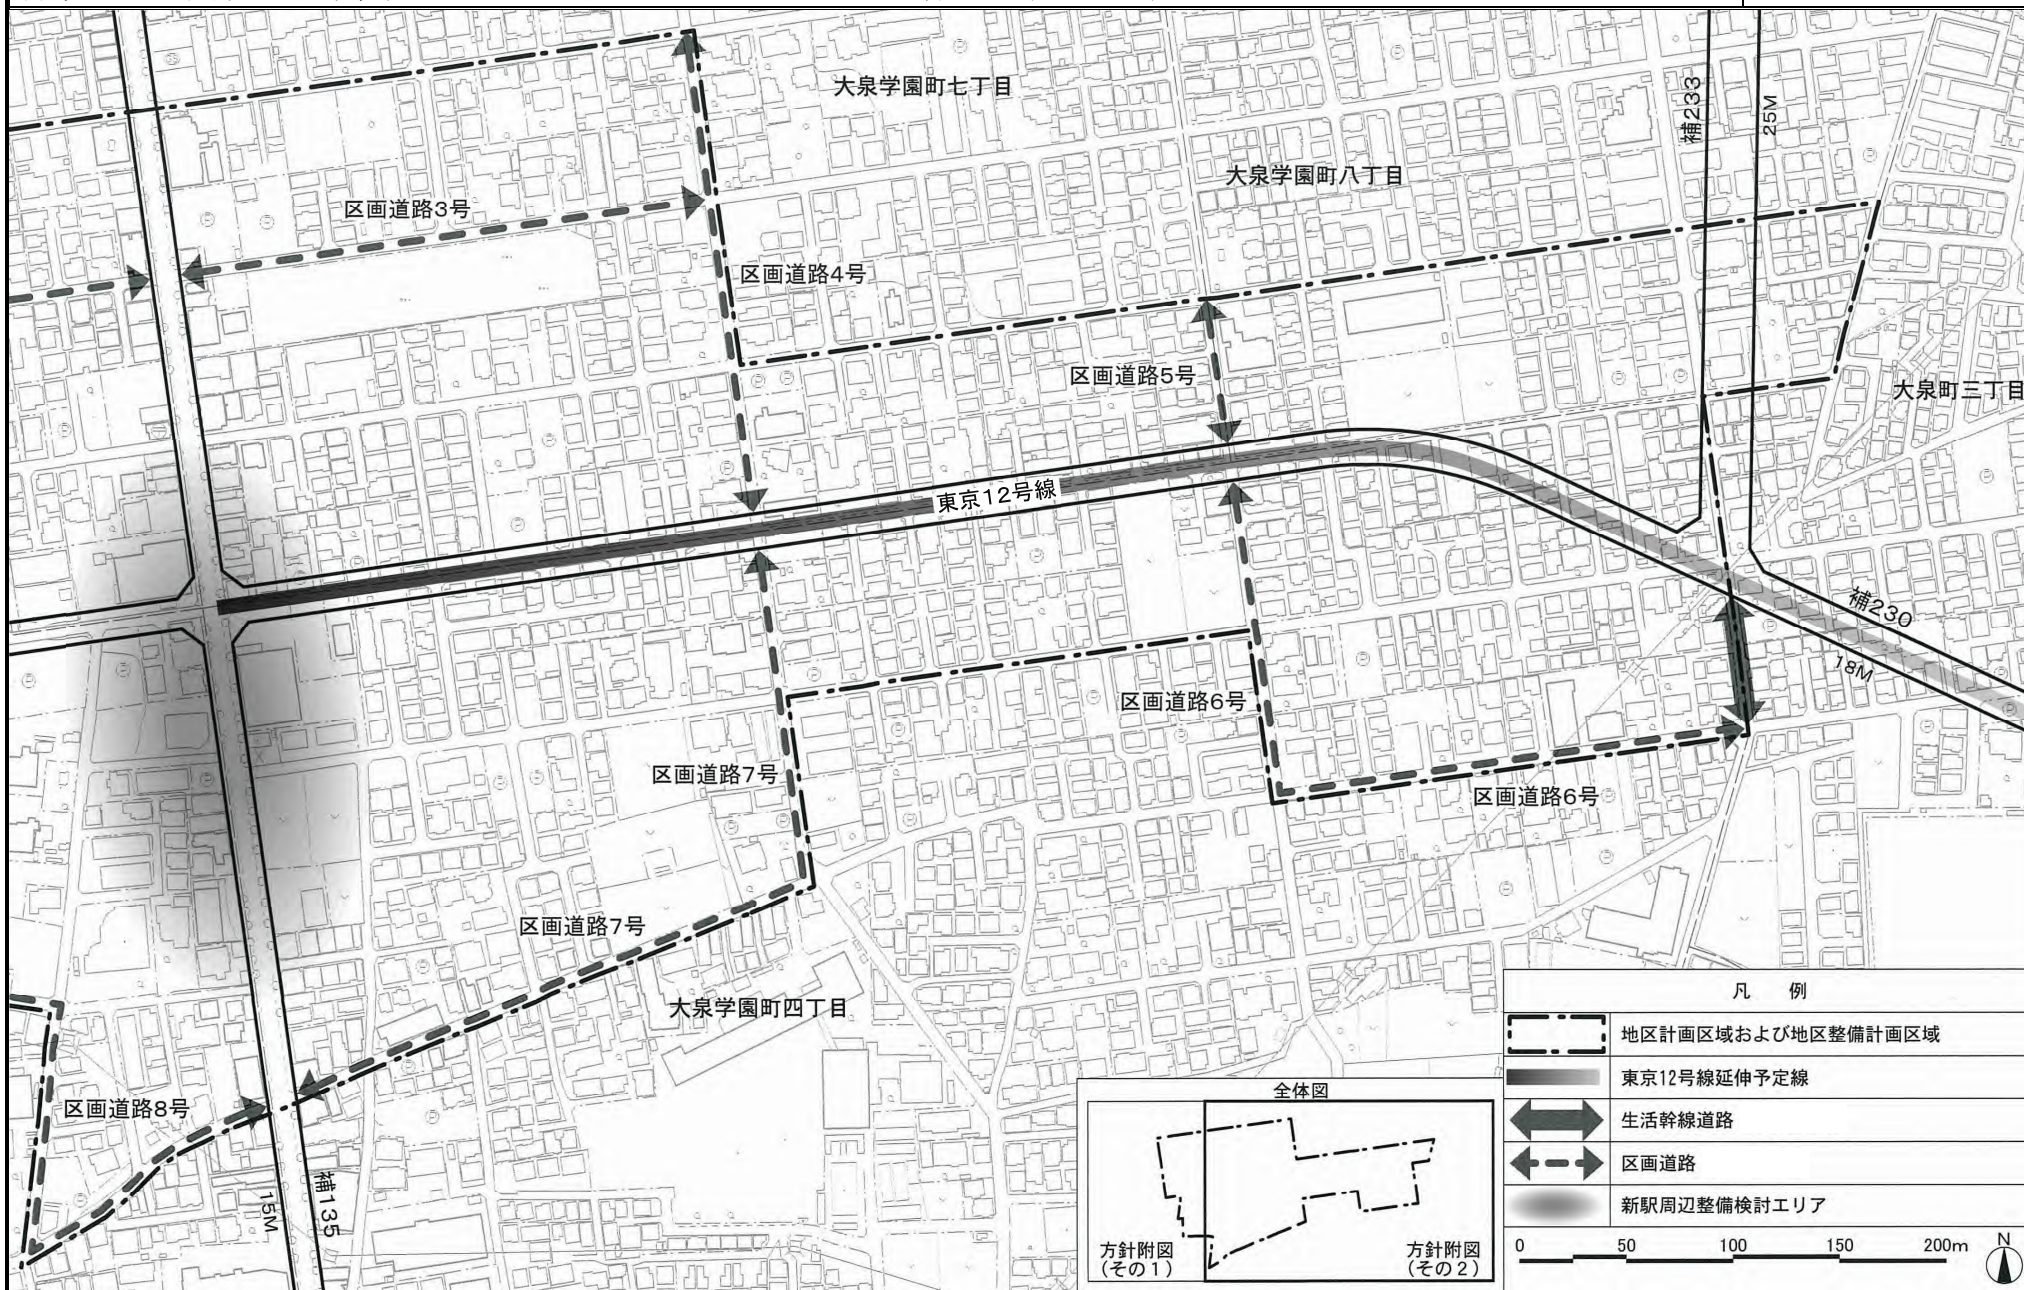 大泉学園町七丁目
補233
25M
大泉学園町八丁目
区画道路3号
区画道路4号
区画道路5号
大泉町三丁目
東京12号線
補230
18M
区画道路6号
区画道路7号
区画道路6号
区画道路7号
大泉学園町四丁目
区画道路8号
15M
補135
全体図
方針附図
(その1)
方針附図
(その2)
凡 例
地区計画区域および地区整備計画区域
東京12号線延伸予定線
生活幹線道路
区画道路
新駅周辺整備検討エリア
0 50 100 150 200m
N